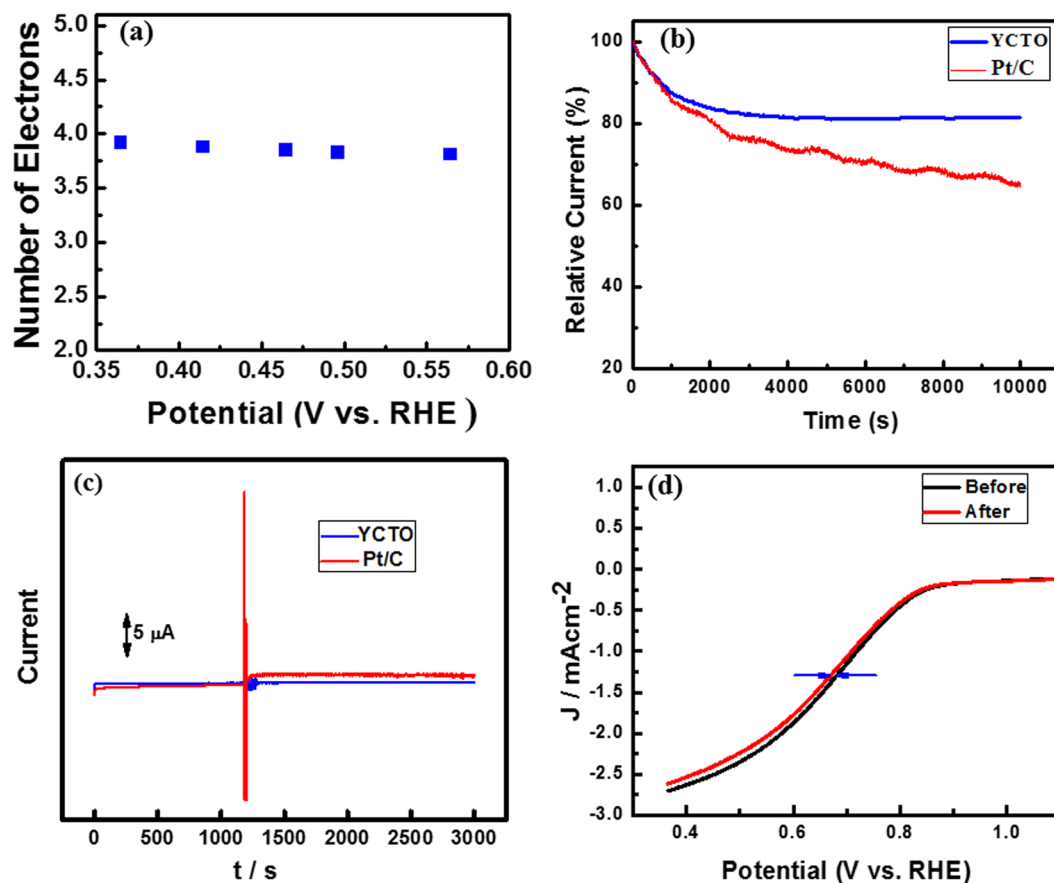 (a)
Number of Electrons
5.0
4.5
4.0
3.5
3.0
2.5
2.0
0.35 0.40 0.45 0.50 0.55 0.60
Potential (V vs. RHE )
(b)
YCTO
Pt/C
Relative Current (%)
100
80
60
40
20
0 2000 4000 6000 8000 10000
Time (s)
(c)
YCTO
Pt/C
Current
5 μA
0 500 1000 1500 2000 2500 3000
t / s
(d)
Before
After
J / mAcm-2
1.0
0.5
0.0
-0.5
-1.0
-1.5
-2.0
-2.5
-3.0
0.4 0.6 0.8 1.0
Potential (V vs. RHE)